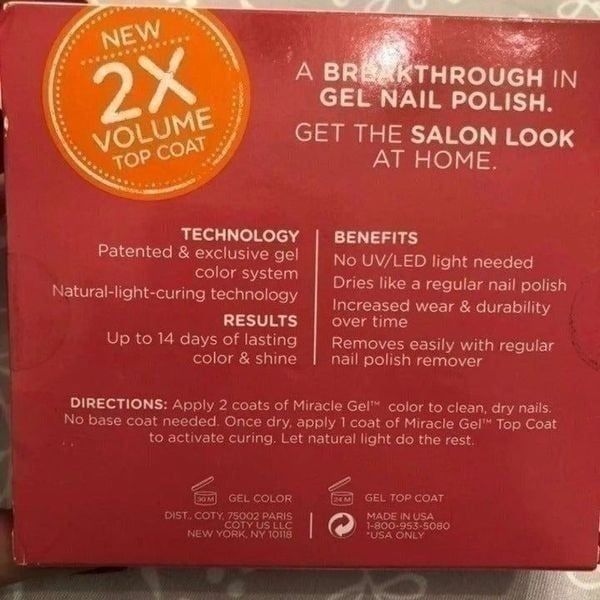 NEW
2X
VOLUME
TOP COAT
A BREAKTHROUGH IN
GEL NAIL POLISH.
GET THE SALON LOOK
AT HOME.
TECHNOLOGY
Patented & exclusive gel
color system
Natural-light-curing technology
RESULTS
Up to 14 days of lasting
color & shine
BENEFITS
No UV/LED light needed
Dries like a regular nail polish
Increased wear & durability
over time
Removes easily with regular
nail polish remover
DIRECTIONS: Apply 2 coats of Miracle Gel™ color to clean, dry nails.
No base coat needed. Once dry, apply 1 coat of Miracle Gel™ Top Coat
to activate curing. Let natural light do the rest.
30 M GEL COLOR
24 M GEL TOP COAT
DIST., COTY, 75002 PARIS
COTY US LLC
NEW YORK, NY 10118
MADE IN USA
1-800-953-5080
*USA ONLY